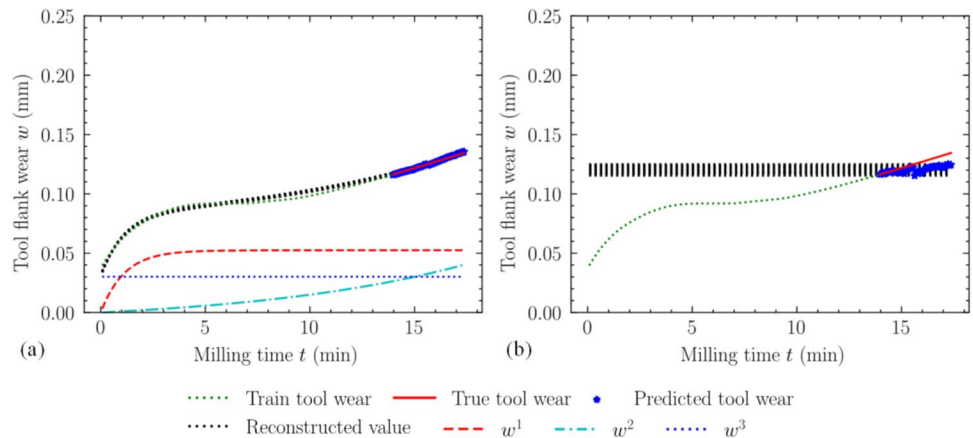 0.25
0.20
0.15
0.10
0.05
0.00
Tool flank wear w (mm)
0 5 10 15
Milling time t (min)
(a)
0.25
0.20
0.15
0.10
0.05
0.00
Tool flank wear w (mm)
0 5 10 15
Milling time t (min)
(b)
Train tool wear True tool wear Predicted tool wear
Reconstructed value w¹ w² w³